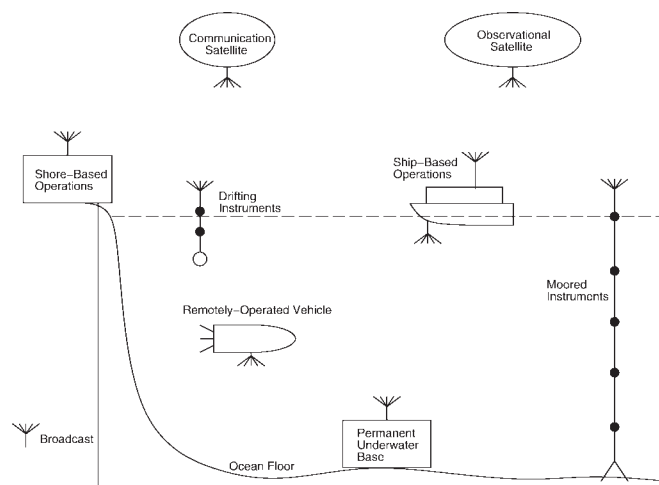 Communication
Satellite
Observational
Satellite
Shore-Based
Operations
Drifting
Instruments
Ship-Based
Operations
Moored
Instruments
Remotely-Operated Vehicle
Broadcast
Permanent
Underwater
Base
Ocean Floor